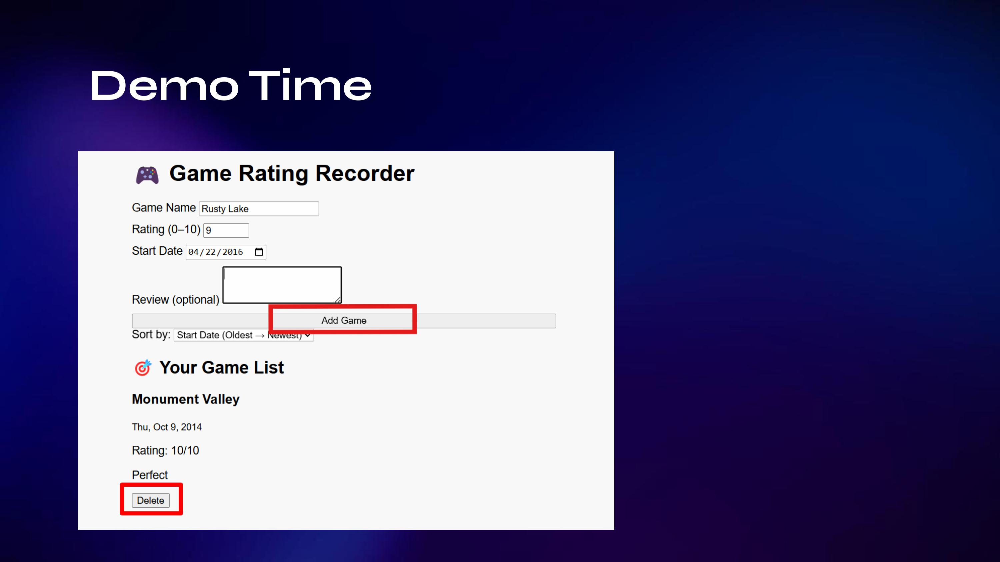 Demo Time
Game Rating Recorder
Game Name Rusty Lake
Rating (0–10) 9
Start Date 04/22/2016
Review (optional)
Add Game
Sort by: Start Date (Oldest → Newest)
Your Game List
Monument Valley
Thu, Oct 9, 2014
Rating: 10/10
Perfect
Delete